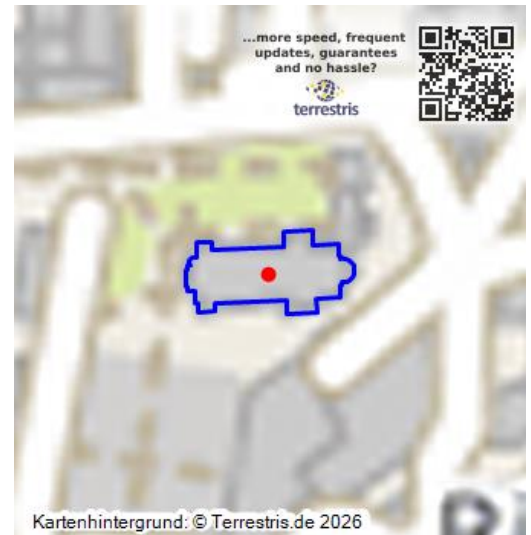 ...more speed, frequent
updates, guarantees
and no hassle?
terrestris
Kartenhintergrund: © Terrestris.de 2026